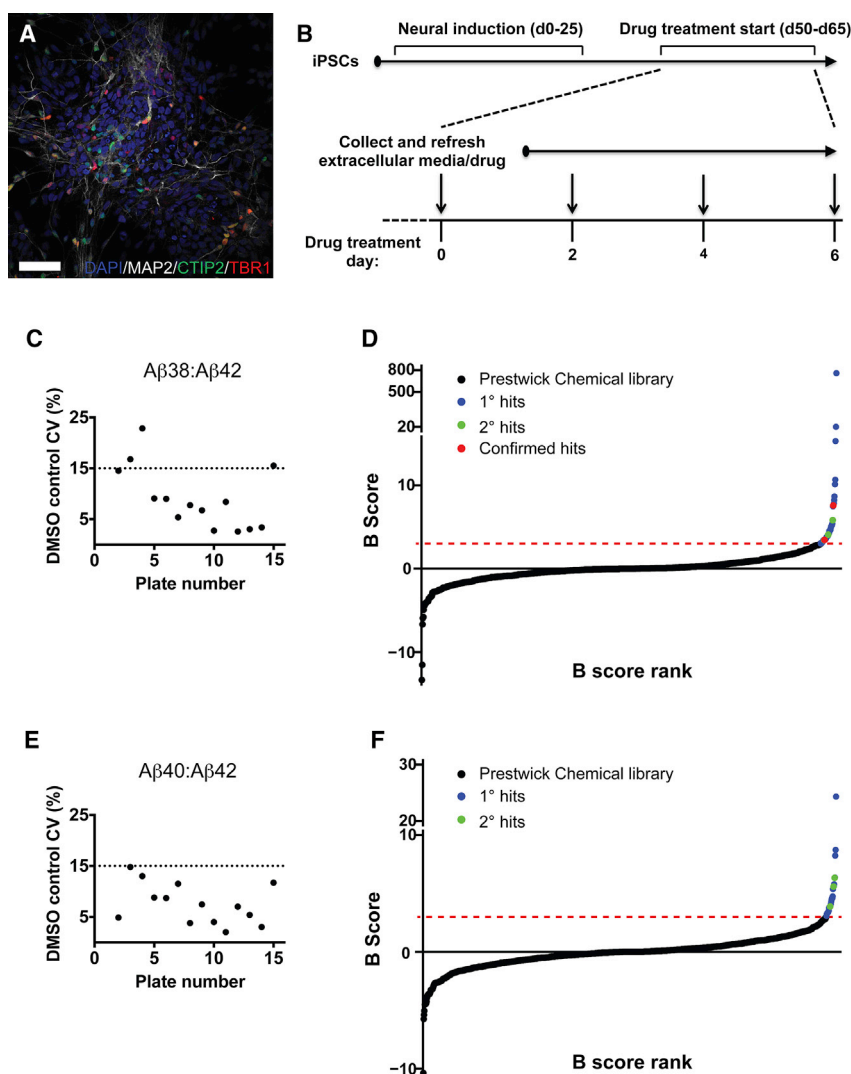 A
DAPI/MAP2/CTIP2/TBR1
B
Neural induction (d0-25)
Drug treatment start (d50-d65)
iPSCs
Collect and refresh
extracellular media/drug
Drug treatment
day:
0
2
4
6
C
Aβ38:Aβ42
DMSO control CV (%)
25
15
5
0
5
10
15
Plate number
D
800
500
20
10
0
−10
B Score
Prestwick Chemical library
1° hits
2° hits
Confirmed hits
B score rank
E
Aβ40:Aβ42
DMSO control CV (%)
25
15
5
0
5
10
15
Plate number
F
30
20
10
0
−10
B Score
Prestwick Chemical library
1° hits
2° hits
B score rank